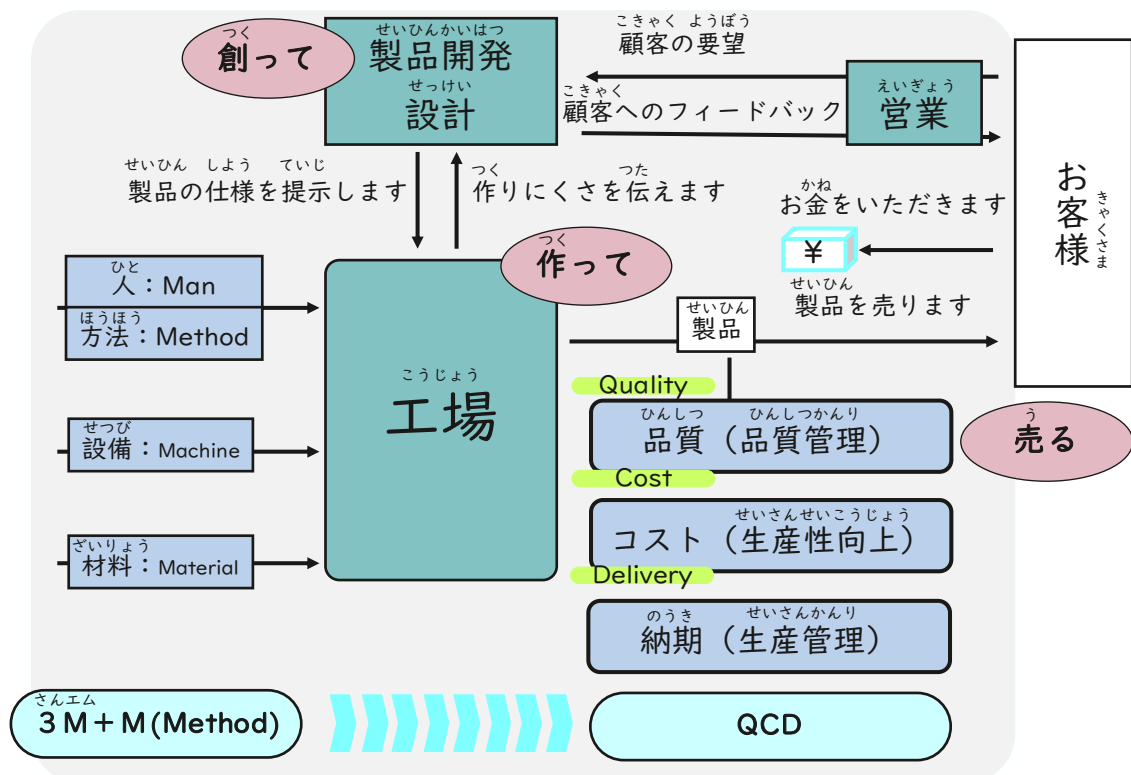 つく
創って
せいひんかいはつ
製品開発
せっけい
設計
こきゃく ようぼう
顧客の要望
こきゃく
顧客へのフィードバック
えいぎょう
営業
お客様
きゃくさま
せいひん しよう ていじ
製品の仕様を提示します
つく つた
作りにくさを伝えます
かね
お金をいただきます
¥
せいひん
製品を売ります
つく
作って
ひと
人：Man
ほうほう
方法：Method
せつび
設備：Machine
ざいりょう
材料：Material
こうじょう
工場
せいひん
製品
Quality
ひんしつ ひんしつかんり
品質（品質管理）
う
売る
Cost
せいさんせいこうじょう
コスト（生産性向上）
Delivery
のうき せいさんかんり
納期（生産管理）
さんエム
３M＋M(Method)
QCD